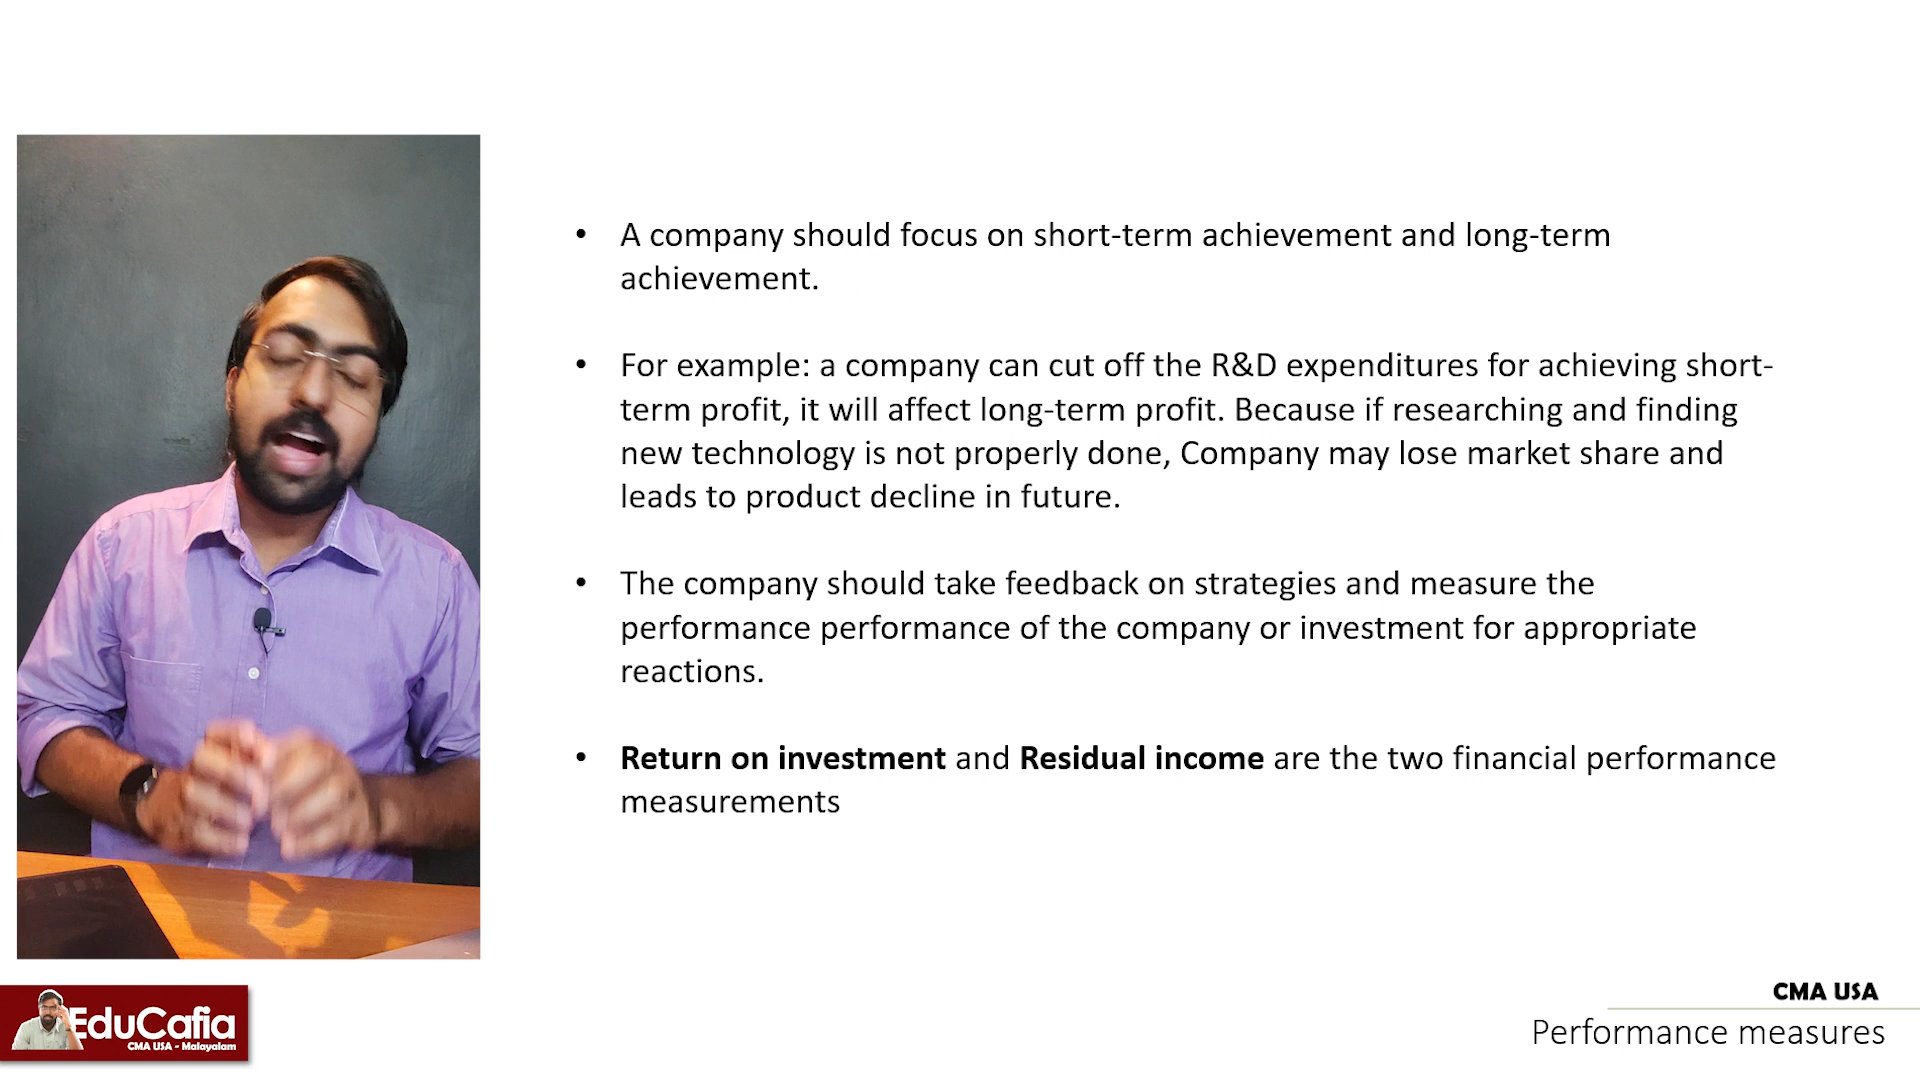 • A company should focus on short-term achievement and long-term
achievement.
• For example: a company can cut off the R&D expenditures for achieving short-
term profit, it will affect long-term profit. Because if researching and finding
new technology is not properly done, Company may lose market share and
leads to product decline in future.
• The company should take feedback on strategies and measure the
performance performance of the company or investment for appropriate
reactions.
• Return on investment and Residual income are the two financial performance
measurements
EduCafia
CMA USA - Malayalam
CMA USA
Performance measures